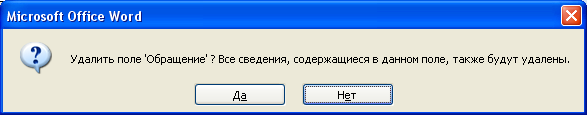 Microsoft Office Word
Удалить поле 'Обращение' ? Все сведения, содержащиеся в данном поле, также будут удалены.
Да
Нет